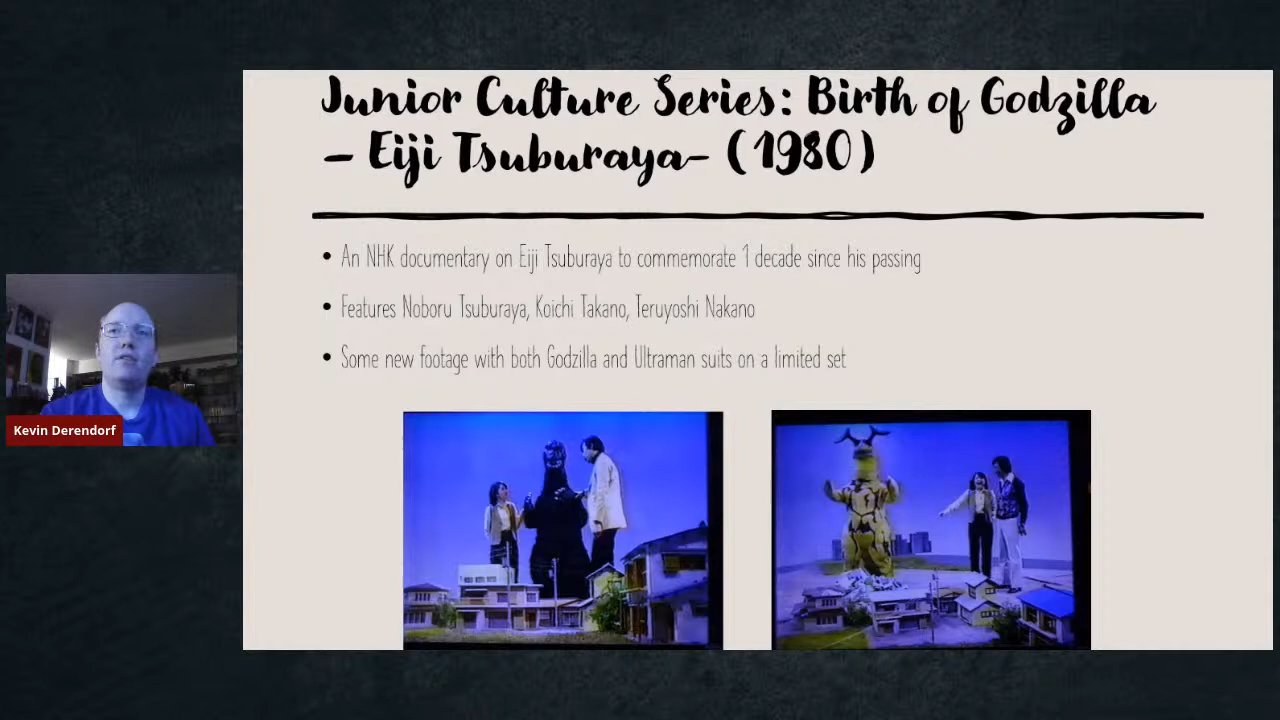 Junior Culture Series: Birth of Godzilla
– Eiji Tsuburaya– (1980)
• An NHK documentary on Eiji Tsuburaya to commemorate 1 decade since his passing
• Features Noboru Tsuburaya, Koichi Takano, Teruyoshi Nakano
• Some new footage with both Godzilla and Ultraman suits on a limited set
Kevin Derendorf